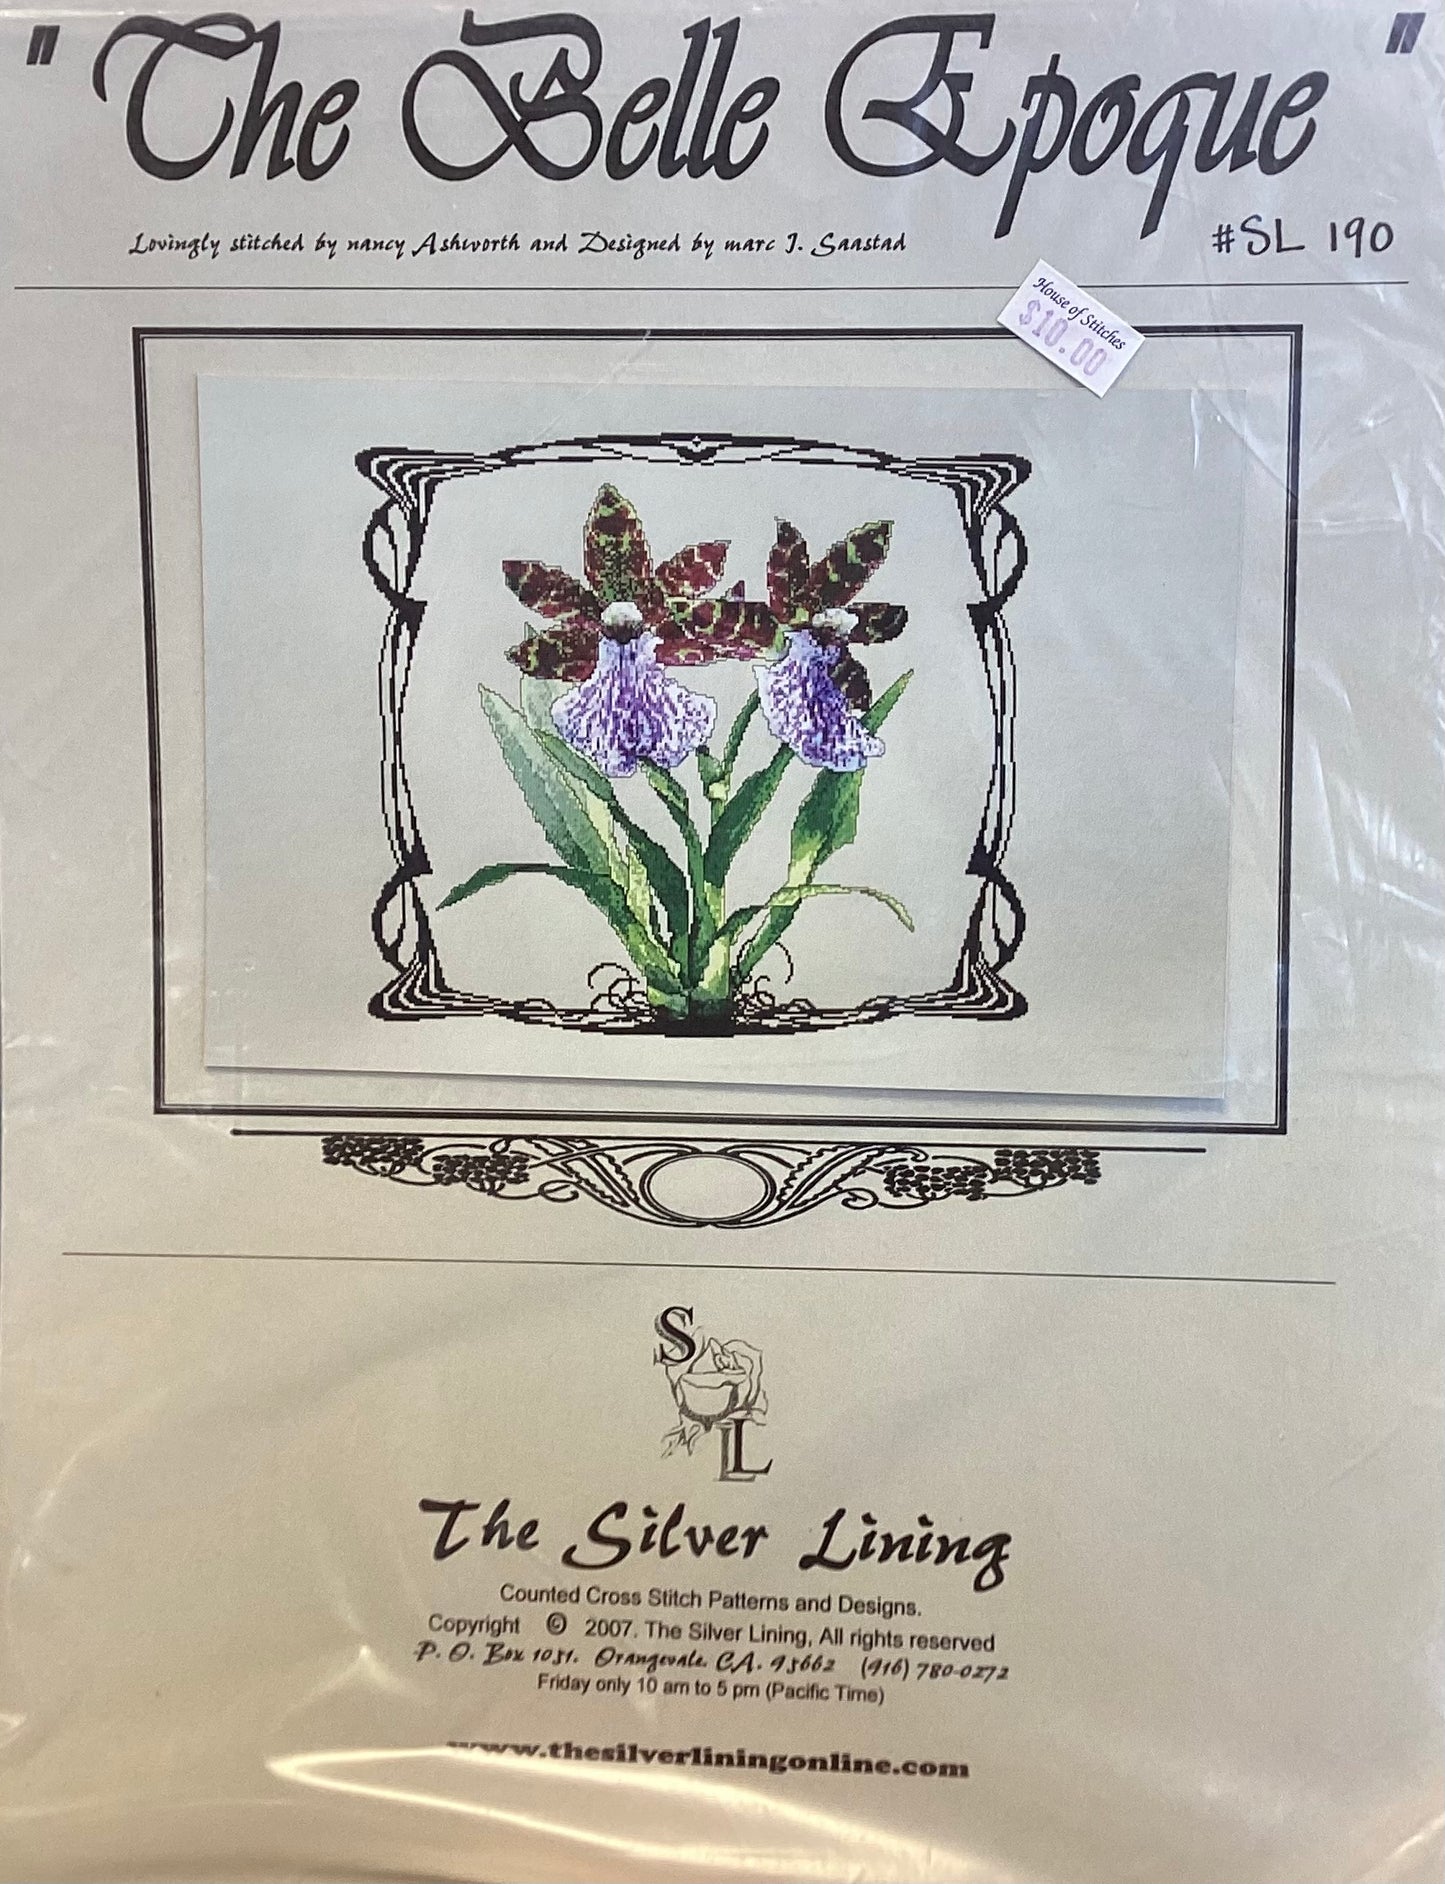 " The Belle Epoque "
Lovingly stitched by nancy Ashworth and Designed by marc I. Saastad
#SL 190
House of Stitches
$10.00
S
L
The Silver Lining
Counted Cross Stitch Patterns and Designs.
Copyright © 2007. The Silver Lining, All rights reserved
P. O. Box 1051. Orangevale. CA. 95662 (916) 780-0272
Friday only 10 am to 5 pm (Pacific Time)
www.thesilverliningonline.com